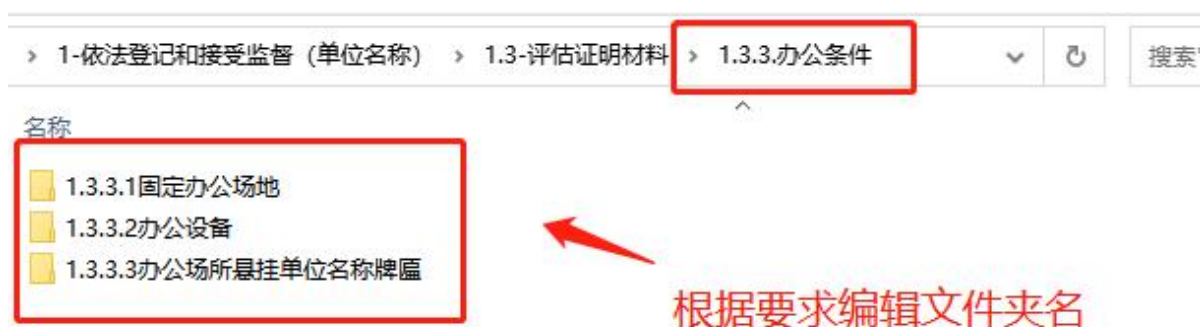 › 1-依法登记和接受监督（单位名称） › 1.3-评估证明材料 › 1.3.3.办公条件 搜索
名称
1.3.3.1固定办公场地
1.3.3.2办公设备
1.3.3.3办公场所悬挂单位名称牌匾
根据要求编辑文件夹名